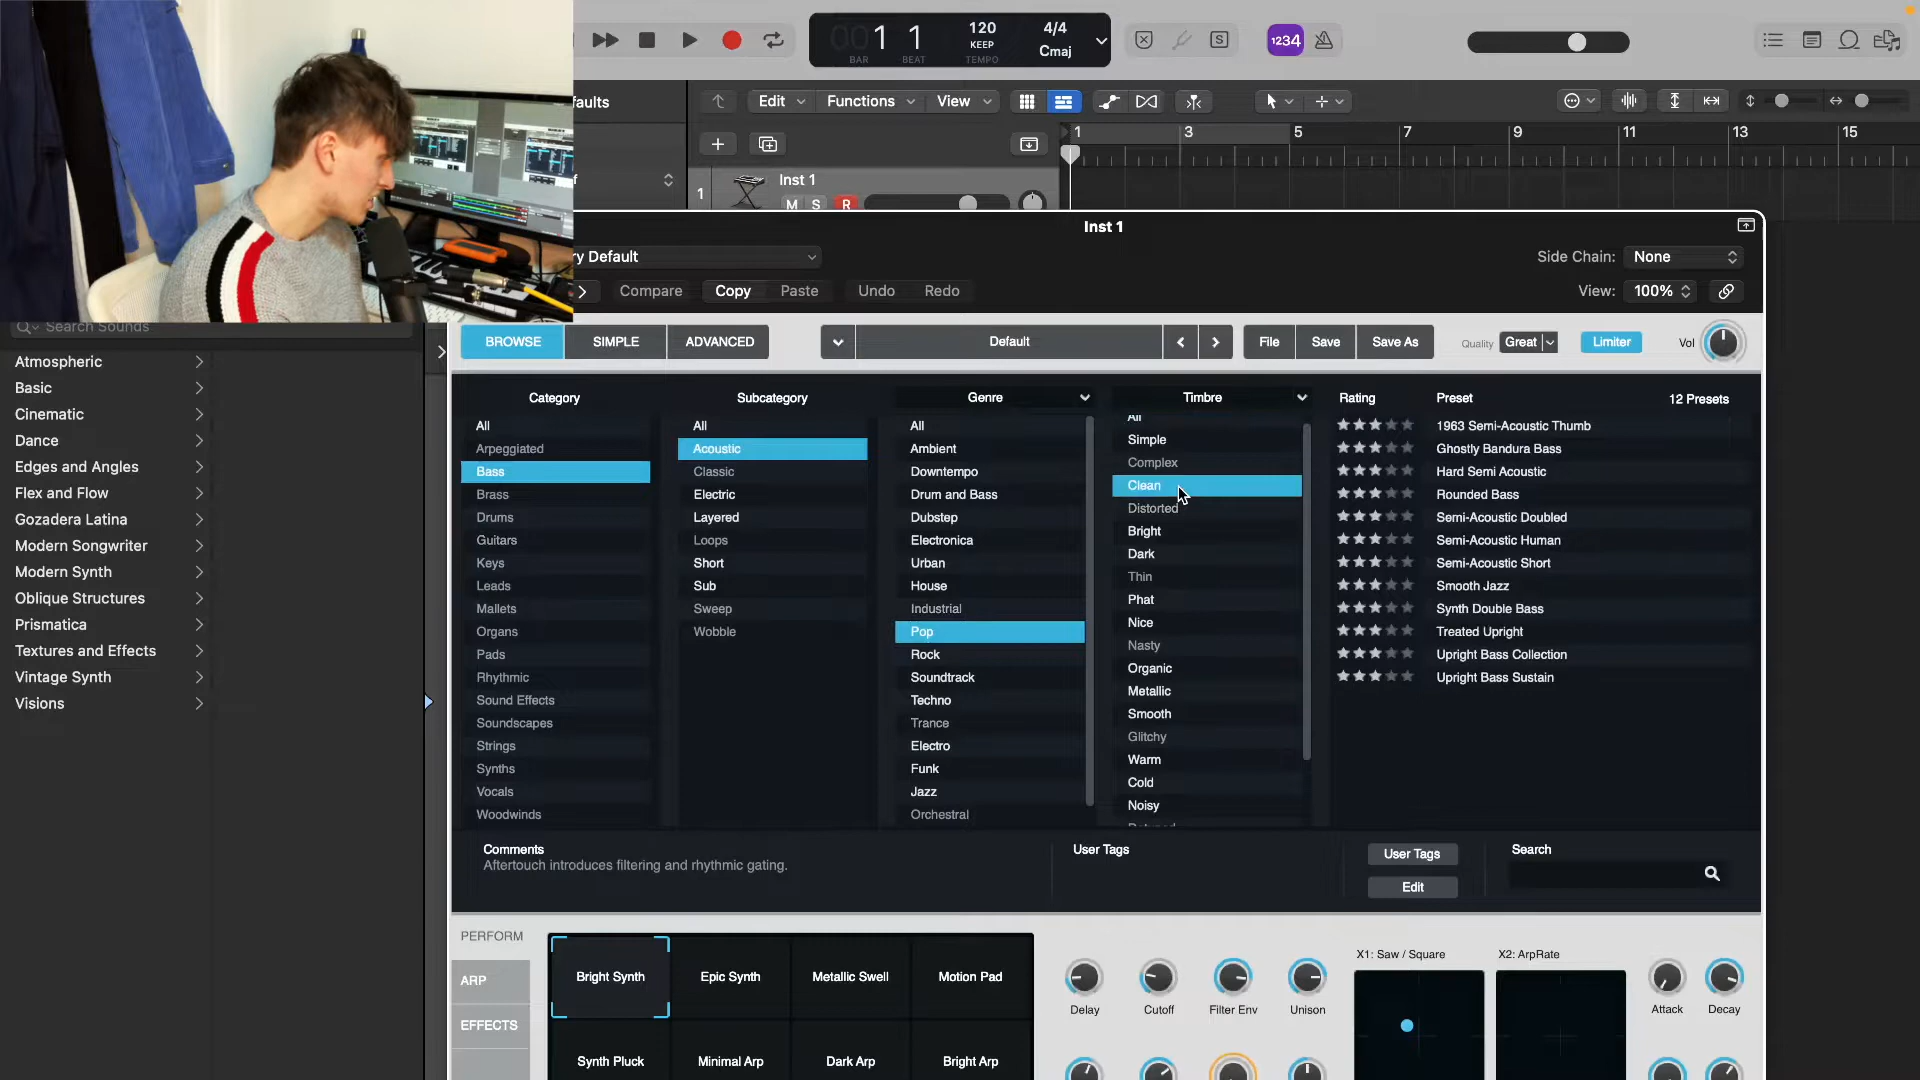 001 1
BAR BEAT
120
KEEP
TEMPO
4/4
Cmaj
S
1234
faults
Edit
Functions
View
1 3 5 7 9 11 13 15
1
Inst 1
M S R
Inst 1
ry Default
Side Chain: None
Compare Copy Paste Undo Redo
View: 100%
Search Sounds
Atmospheric
Basic
Cinematic
Dance
Edges and Angles
Flex and Flow
Gozadera Latina
Modern Songwriter
Modern Synth
Oblique Structures
Prismatica
Textures and Effects
Vintage Synth
Visions
BROWSE SIMPLE ADVANCED
Default
File Save Save As
Quality Great
Limiter
Vol
Category
All
Arpeggiated
Bass
Brass
Drums
Guitars
Keys
Leads
Mallets
Organs
Pads
Rhythmic
Sound Effects
Soundscapes
Strings
Synths
Vocals
Woodwinds
Subcategory
All
Acoustic
Classic
Electric
Layered
Loops
Short
Sub
Sweep
Wobble
Genre
All
Ambient
Downtempo
Drum and Bass
Dubstep
Electronica
Urban
House
Industrial
Pop
Rock
Soundtrack
Techno
Trance
Electro
Funk
Jazz
Orchestral
Timbre
All
Simple
Complex
Clean
Distorted
Bright
Dark
Thin
Phat
Nice
Nasty
Organic
Metallic
Smooth
Glitchy
Warm
Cold
Noisy
Rating Preset 12 Presets
1963 Semi-Acoustic Thumb
Ghostly Bandura Bass
Hard Semi Acoustic
Rounded Bass
Semi-Acoustic Doubled
Semi-Acoustic Human
Semi-Acoustic Short
Smooth Jazz
Synth Double Bass
Treated Upright
Upright Bass Collection
Upright Bass Sustain
Comments
Aftertouch introduces filtering and rhythmic gating.
User Tags
User Tags
Edit
Search
PERFORM
ARP
EFFECTS
Bright Synth Epic Synth Metallic Swell Motion Pad
Synth Pluck Minimal Arp Dark Arp Bright Arp
Delay Cutoff Filter Env Unison
X1: Saw / Square
X2: ArpRate
Attack Decay